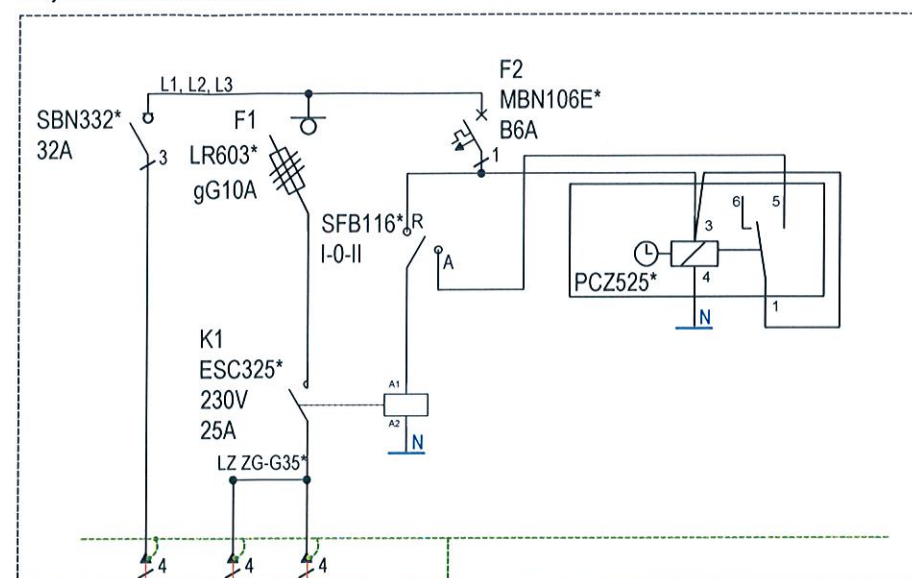 L1, L2, L3
SBN332*
32A
3
F1
LR603*
gG10A
F2
MBN106E*
B6A
1
SFB116*
I-0-II
R
A
6
5
3
4
1
PCZ525*
N
K1
ESC325*
230V
25A
A1
A2
N
LZ ZG-G35*
4
4
4